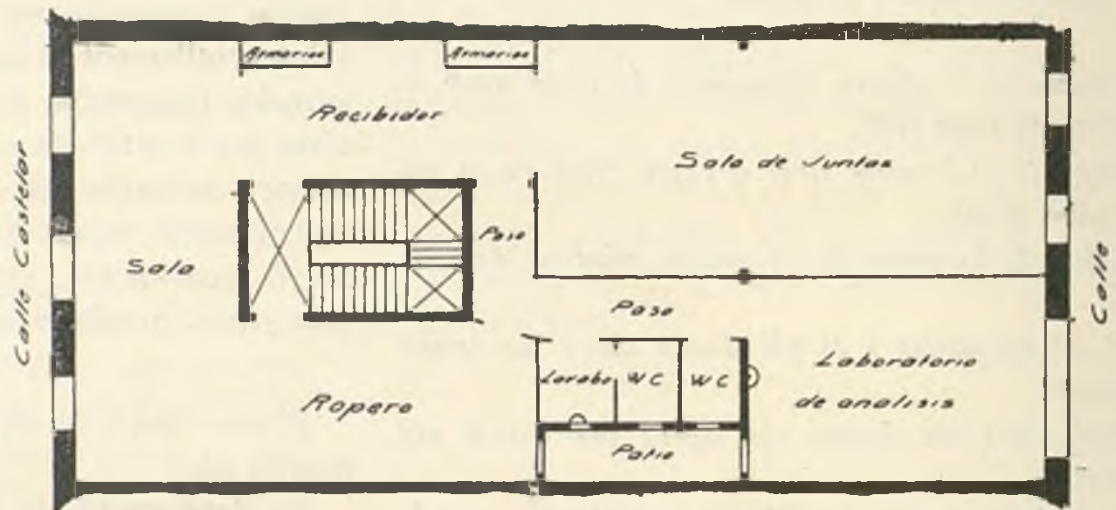 Armarios
Armarios
Recibidor
Sala de Juntas
Calle Castelar
Sala
Paso
Calle
Paso
Lavabo
WC
WC
Laboratorio
de analisis
Ropero
Patio